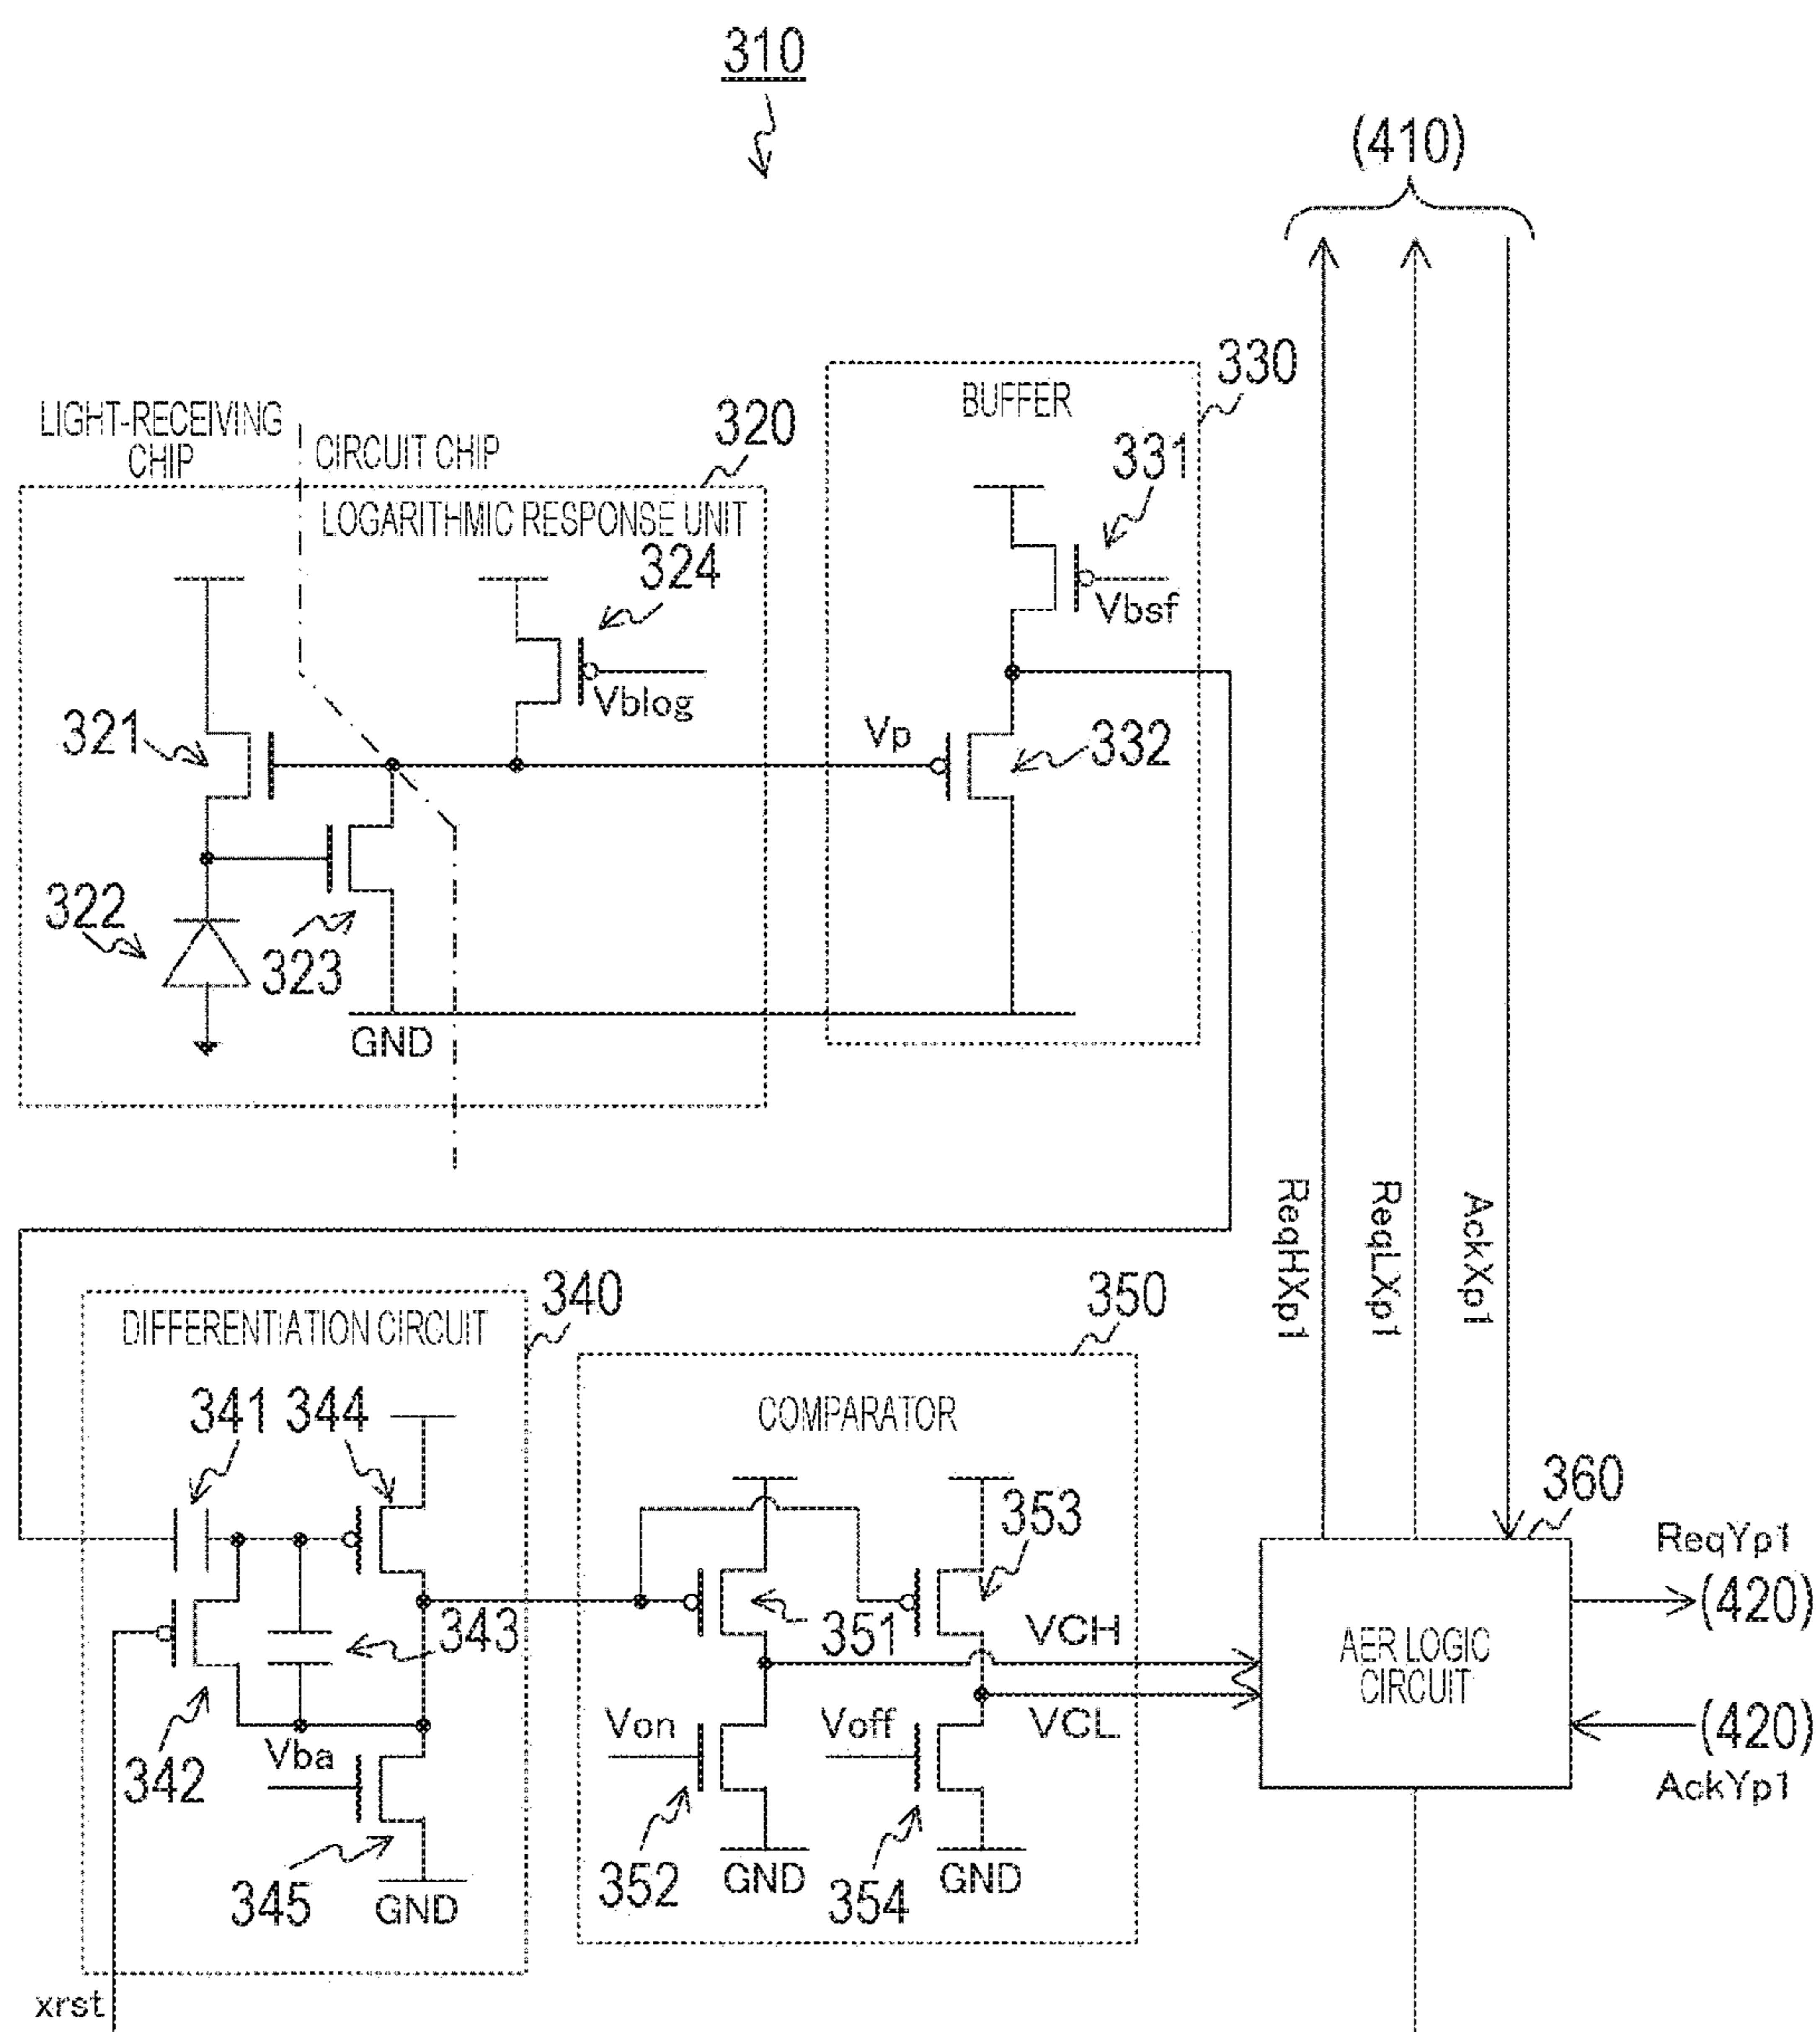 310
(410)
330
BUFFER
LIGHT-RECEIVING
CHIP
CIRCUIT CHIP
320
331
LOGARITHMIC RESPONSE UNIT
324
Vbsf
Vblog
321
Vp
332
322
323
GND
ReqHXp1
ReqLXp1
AckXp1
340
350
DIFFERENTIATION CIRCUIT
341
344
COMPARATOR
360
353
ReqYp1
(420)
343
351
VCH
AER LOGIC
CIRCUIT
342
Vba
Von
Voff
VCL
(420)
AckYp1
345
GND
352
GND
354
GND
xrst